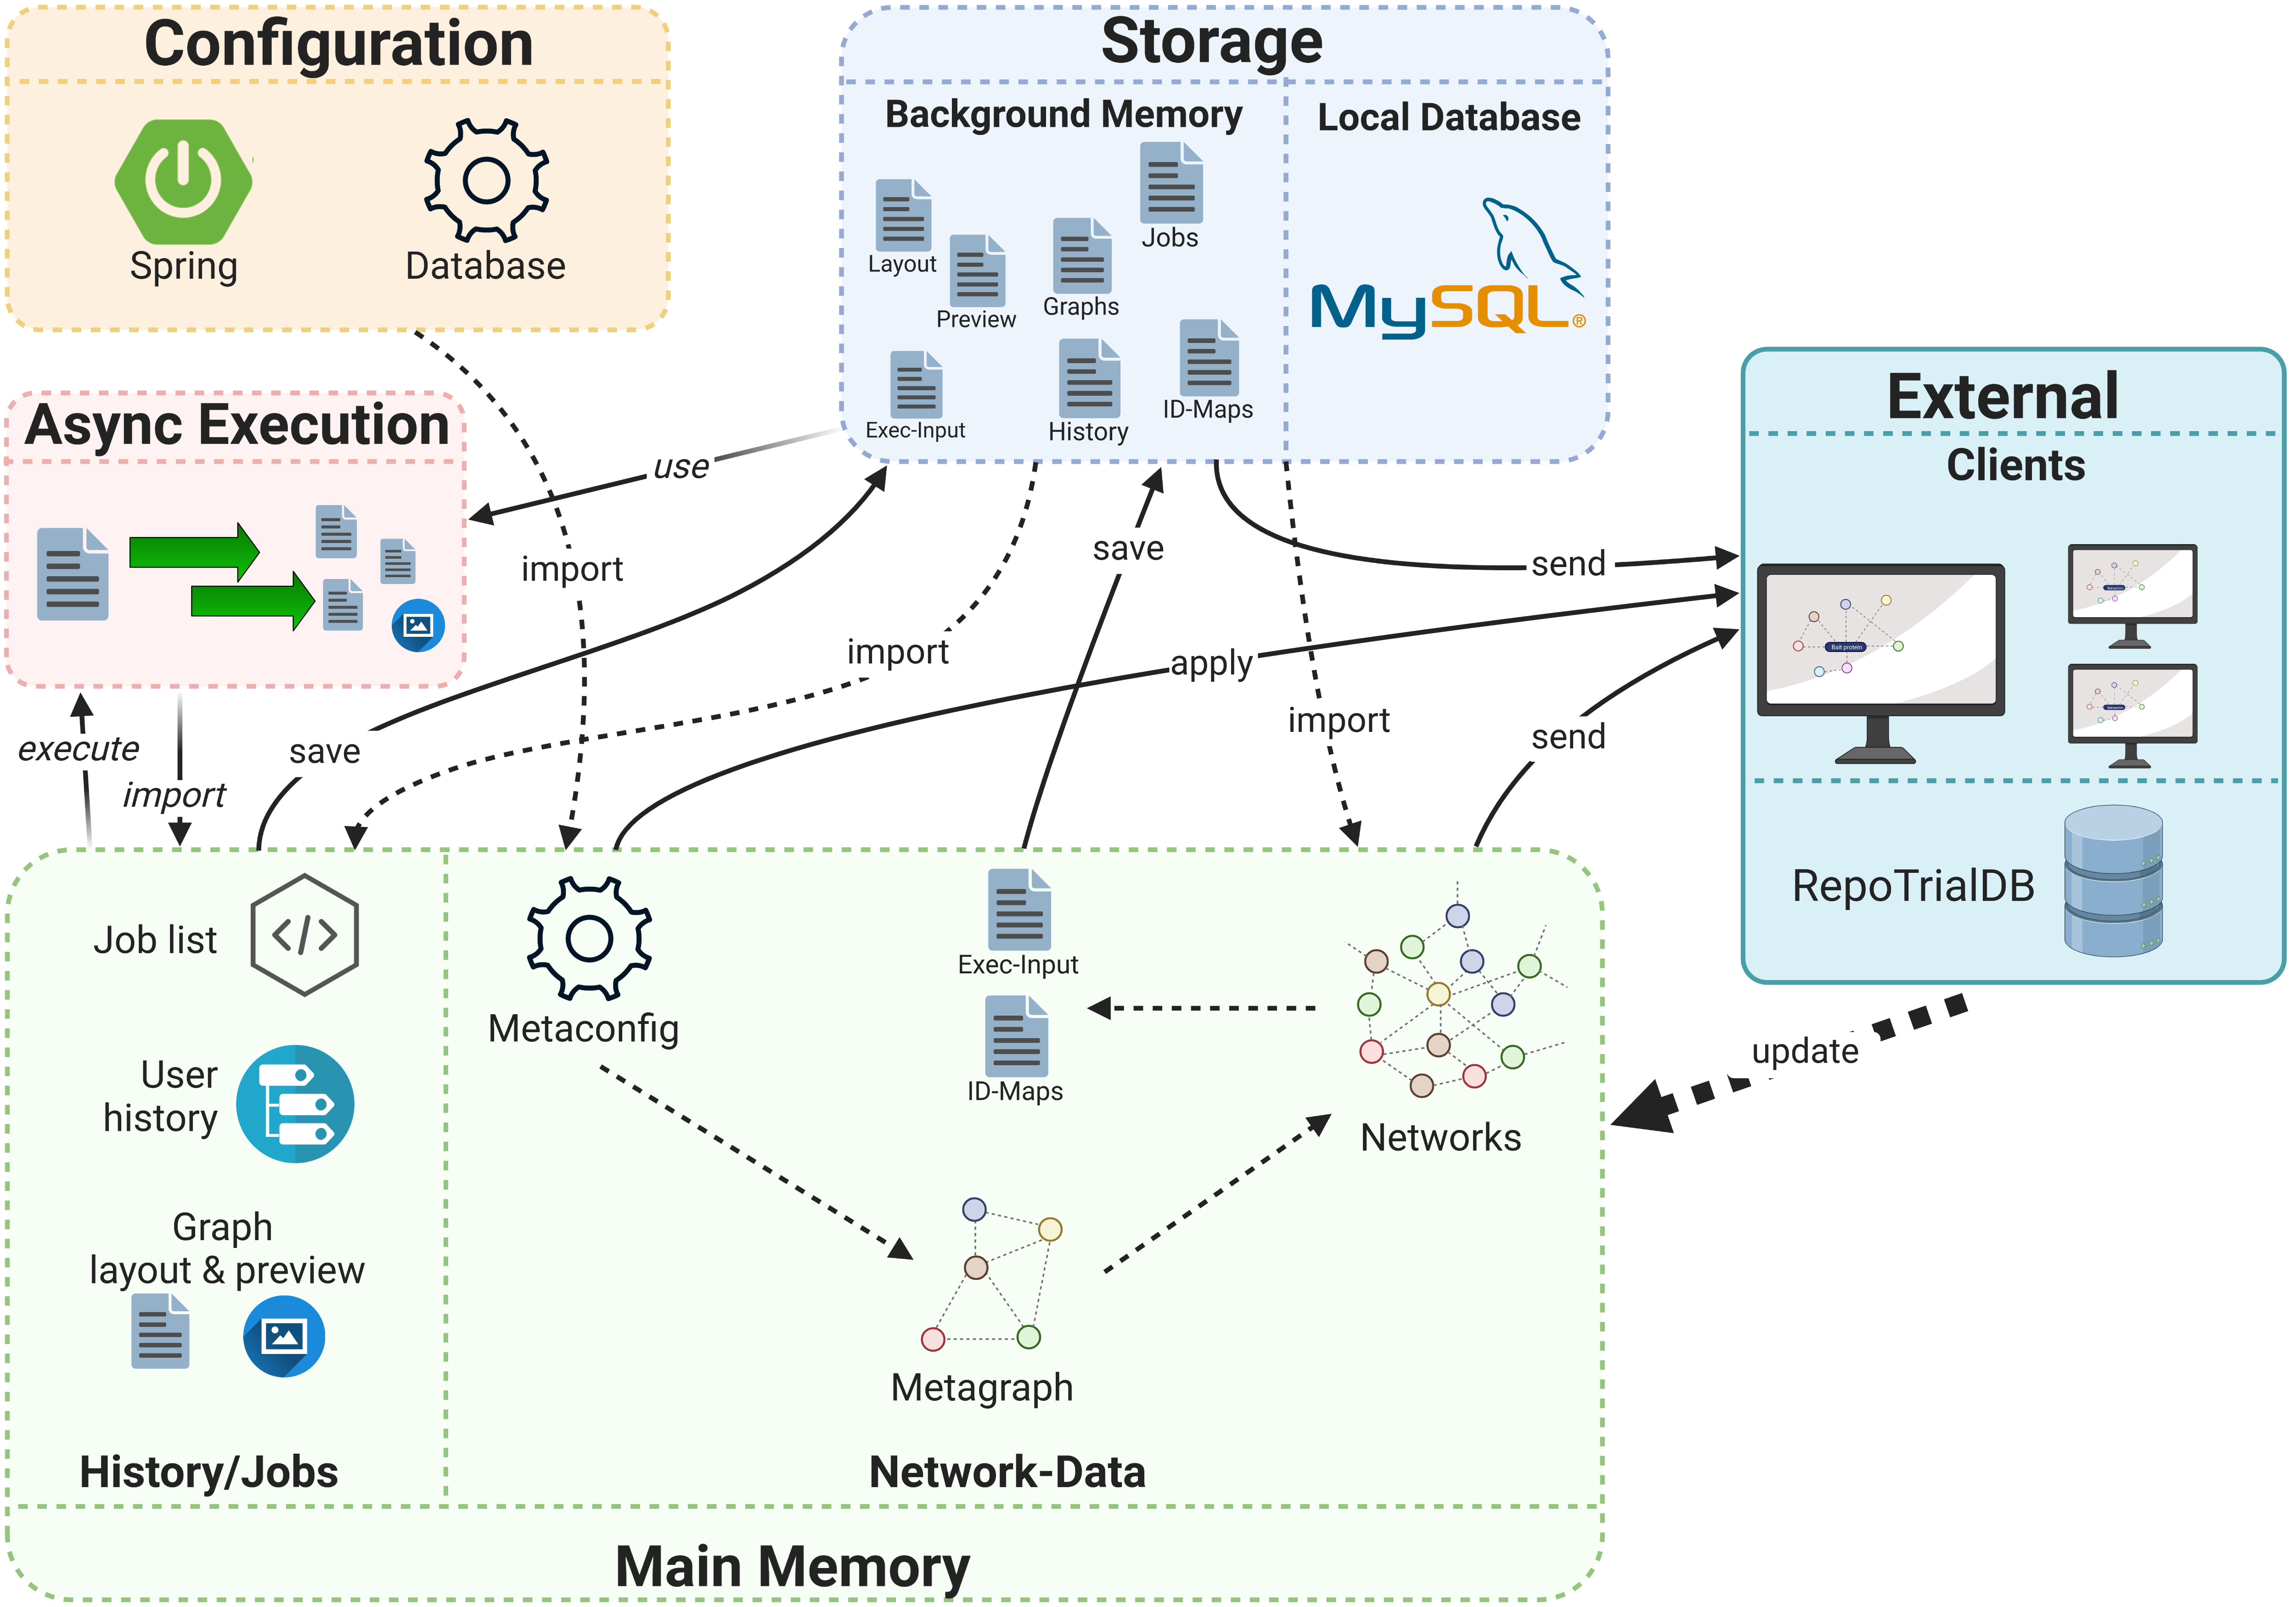 Configuration
Spring
Database
Storage
Background Memory
Local Database
Layout
Preview
Graphs
Jobs
Exec-Input
History
ID-Maps
MySQL®
Async Execution
External
Clients
Bait protein
RepoTrialDB
use
import
save
import
save
send
apply
import
send
execute
import
update
Job list
User
history
Graph
layout & preview
History/Jobs
Metaconfig
Exec-Input
ID-Maps
Networks
Metagraph
Network-Data
Main Memory